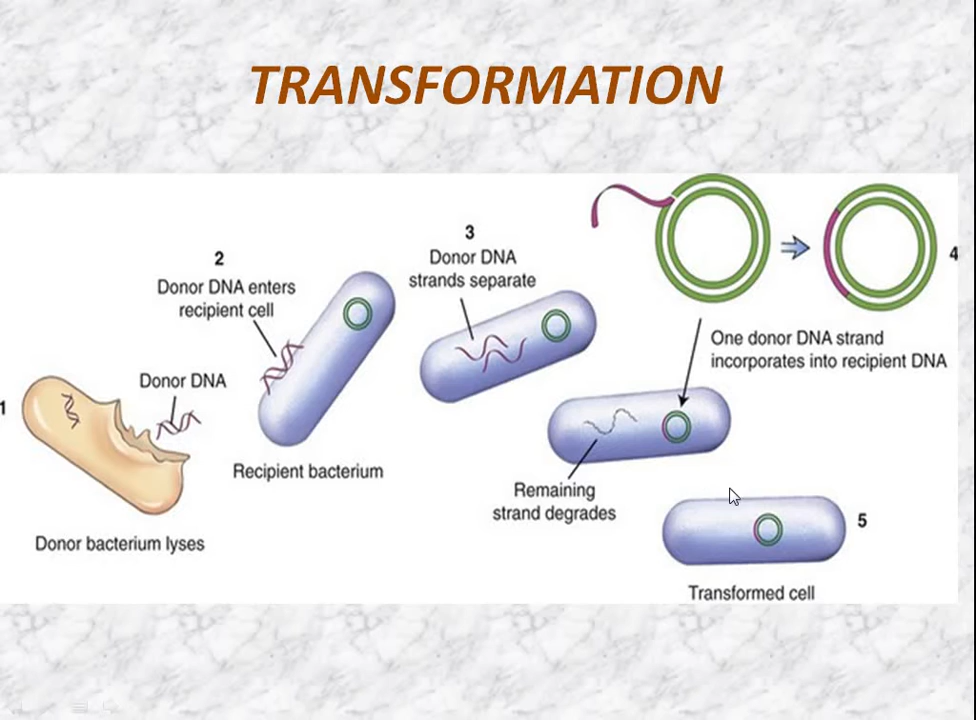 TRANSFORMATION
1
Donor DNA
Donor bacterium lyses
2
Donor DNA enters
recipient cell
Recipient bacterium
3
Donor DNA
strands separate
4
One donor DNA strand
incorporates into recipient DNA
Remaining
strand degrades
5
Transformed cell